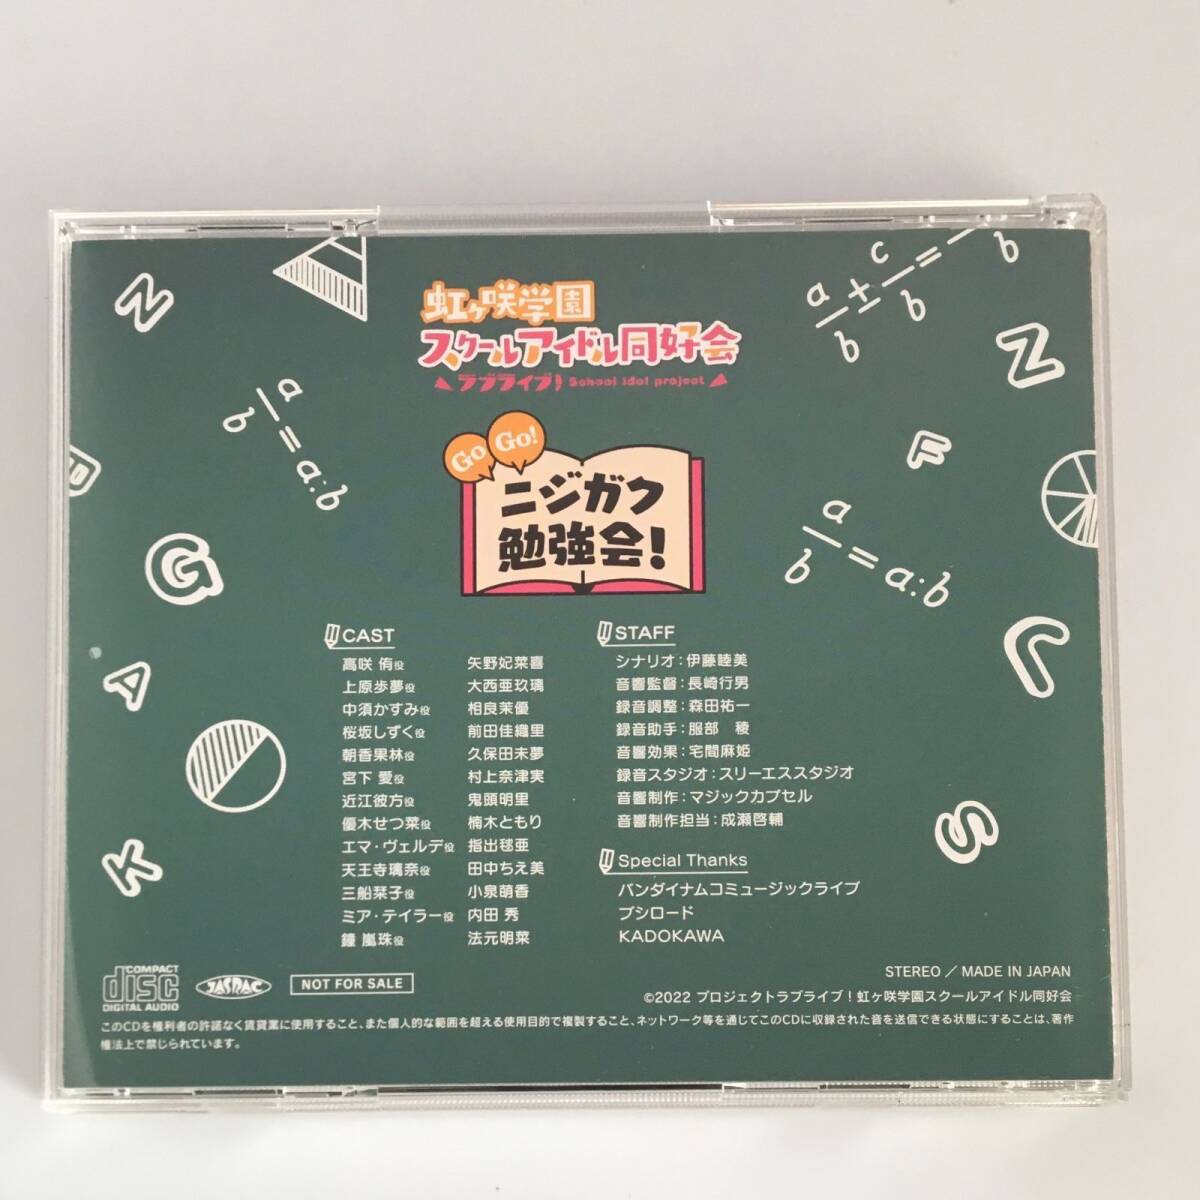 虹ヶ咲学園
スクールアイドル同好会
ラブライブ! School idol project
Go Go!
ニジガク
勉強会!
CAST
高咲 侑役 矢野妃菜喜
上原歩夢役 大西亜玖璃
中須かすみ役 相良茉優
桜坂しずく役 前田佳織里
朝香果林役 久保田未夢
宮下 愛役 村上奈津実
近江彼方役 鬼頭明里
優木せつ菜役 楠木ともり
エマ・ヴェルデ役 指出毬亜
天王寺璃奈役 田中ちえ美
三船栞子役 小泉萌香
ミア・テイラー役 内田 秀
鐘 嵐珠役 法元明菜
STAFF
シナリオ:伊藤睦美
音響監督:長崎行男
録音調整:森田祐一
録音助手:服部 稜
音響効果:宅間麻姫
録音スタジオ:スリーエススタジオ
音響制作:マジックカプセル
音響制作担当:成瀬啓輔
Special Thanks
バンダイナムコミュージックライブ
ブシロード
KADOKAWA
N
a/b = a:b
B
G
A
K
a/b + c/b =
b
N
F
a/b = a:b
J
S
COMPACT
disc
DIGITAL AUDIO
JASRAC
NOT FOR SALE
STEREO / MADE IN JAPAN
©2022 プロジェクトラブライブ!虹ヶ咲学園スクールアイドル同好会
このCDを権利者の許諾なく賃貸業に使用すること、また個人的な範囲を超える使用目的で複製すること、ネットワーク等を通じてこのCDに収録された音を送信できる状態にすることは、著作
権法上で禁じられています。